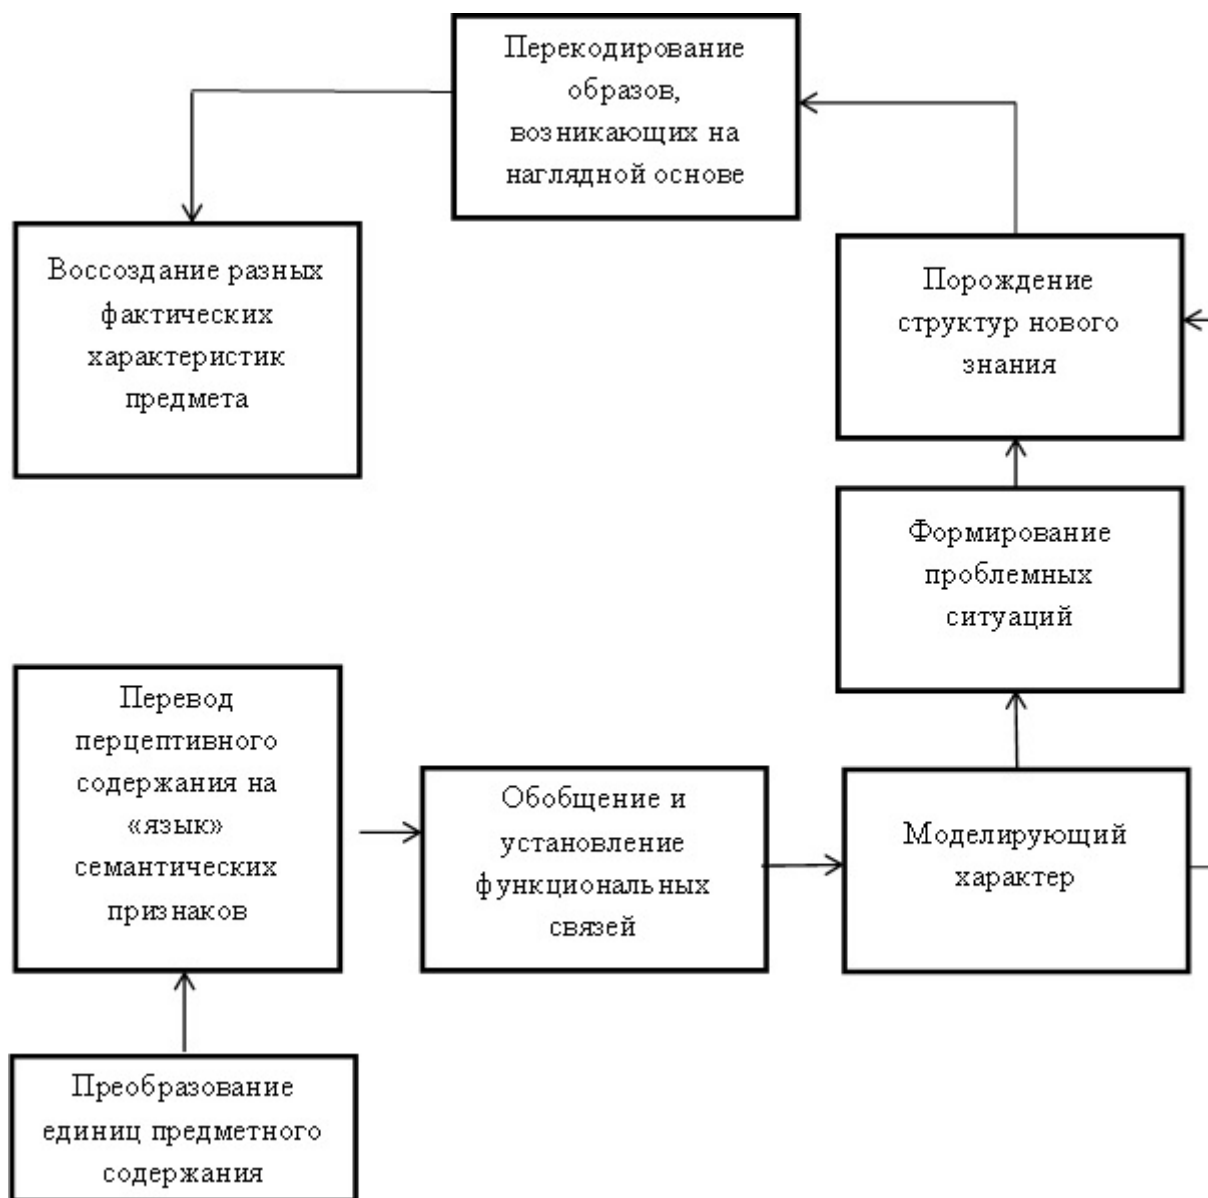 Перекодирование
образов,
возникающих на
наглядной основе
Воссоздание разных
фактических
характеристик
предмета
Порождение
структур нового
знания
Формирование
проблемных
ситуаций
Перевод
перцептивного
содержания на
«язык»
семантических
признаков
Обобщение и
установление
функциональных
связей
Моделирующий
характер
Преобразование
единиц предметного
содержания